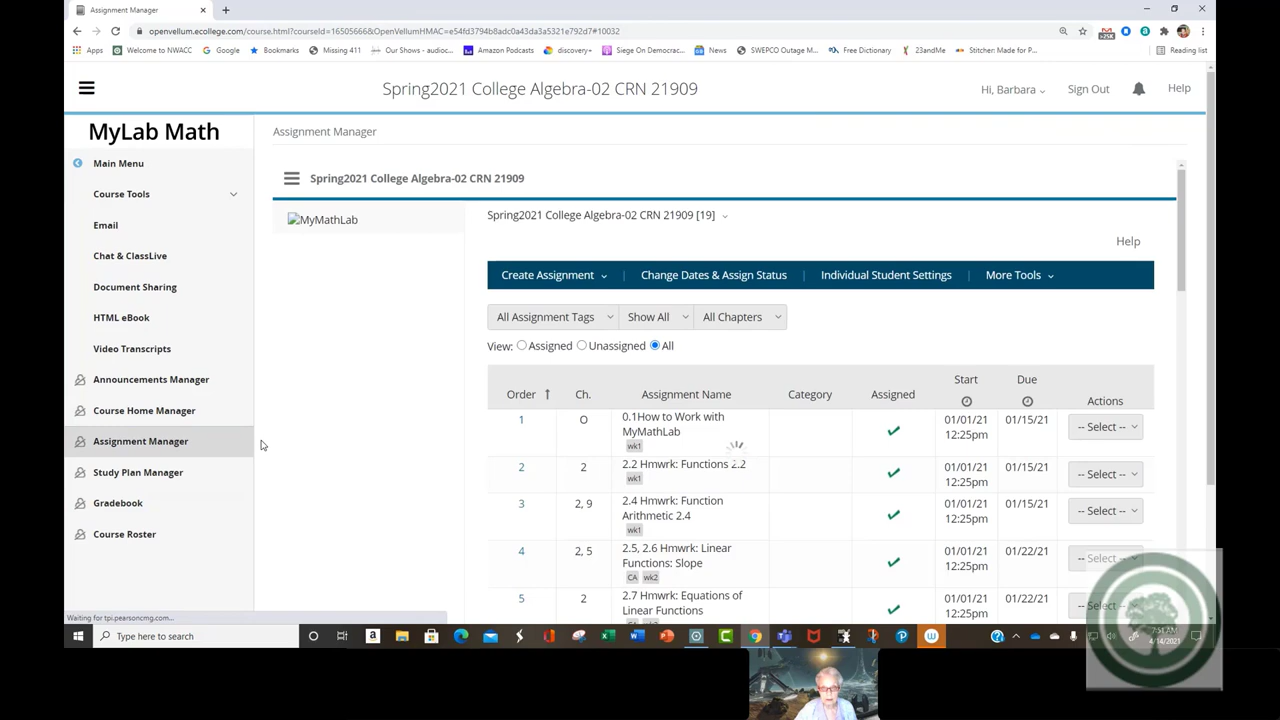 Assignment Manager
openvellum.ecollege.com/course.html?courseId=16505666&OpenVellumHMAC=e54fd3794b8adc0a43da3a5321e792d7#10032
Apps Welcome to NWACC Google Bookmarks Missing 411 Our Shows - audioc... Amazon Podcasts discovery+ Siege On Democrac... News SWEPCO Outage M... Free Dictionary 23andMe Stitcher: Made for P... Reading list
Spring2021 College Algebra-02 CRN 21909
Hi, Barbara Sign Out Help
MyLab Math
Main Menu
Course Tools
Email
Chat & ClassLive
Document Sharing
HTML eBook
Video Transcripts
Announcements Manager
Course Home Manager
Assignment Manager
Study Plan Manager
Gradebook
Course Roster
Assignment Manager
Spring2021 College Algebra-02 CRN 21909
MyMathLab
Spring2021 College Algebra-02 CRN 21909 [19]
Help
Create Assignment Change Dates & Assign Status Individual Student Settings More Tools
All Assignment Tags Show All All Chapters
View: Assigned Unassigned All
Order Ch. Assignment Name Category Assigned Start Due Actions
1 O 0.1How to Work with MyMathLab 01/01/21 12:25pm 01/15/21 -- Select --
wk1
2 2 2.2 Hmwrk: Functions 2.2 01/01/21 12:25pm 01/15/21 -- Select --
wk1
3 2, 9 2.4 Hmwrk: Function Arithmetic 2.4 01/01/21 12:25pm 01/15/21 -- Select --
wk1
4 2, 5 2.5, 2.6 Hmwrk: Linear Functions: Slope 01/01/21 12:25pm 01/22/21 -- Select --
CA wk2
5 2 2.7 Hmwrk: Equations of Linear Functions 01/01/21 12:25pm 01/22/21 -- Select --
Waiting for tpi.pearsoncmg.com...
Type here to search
7:51 AM
4/14/2021